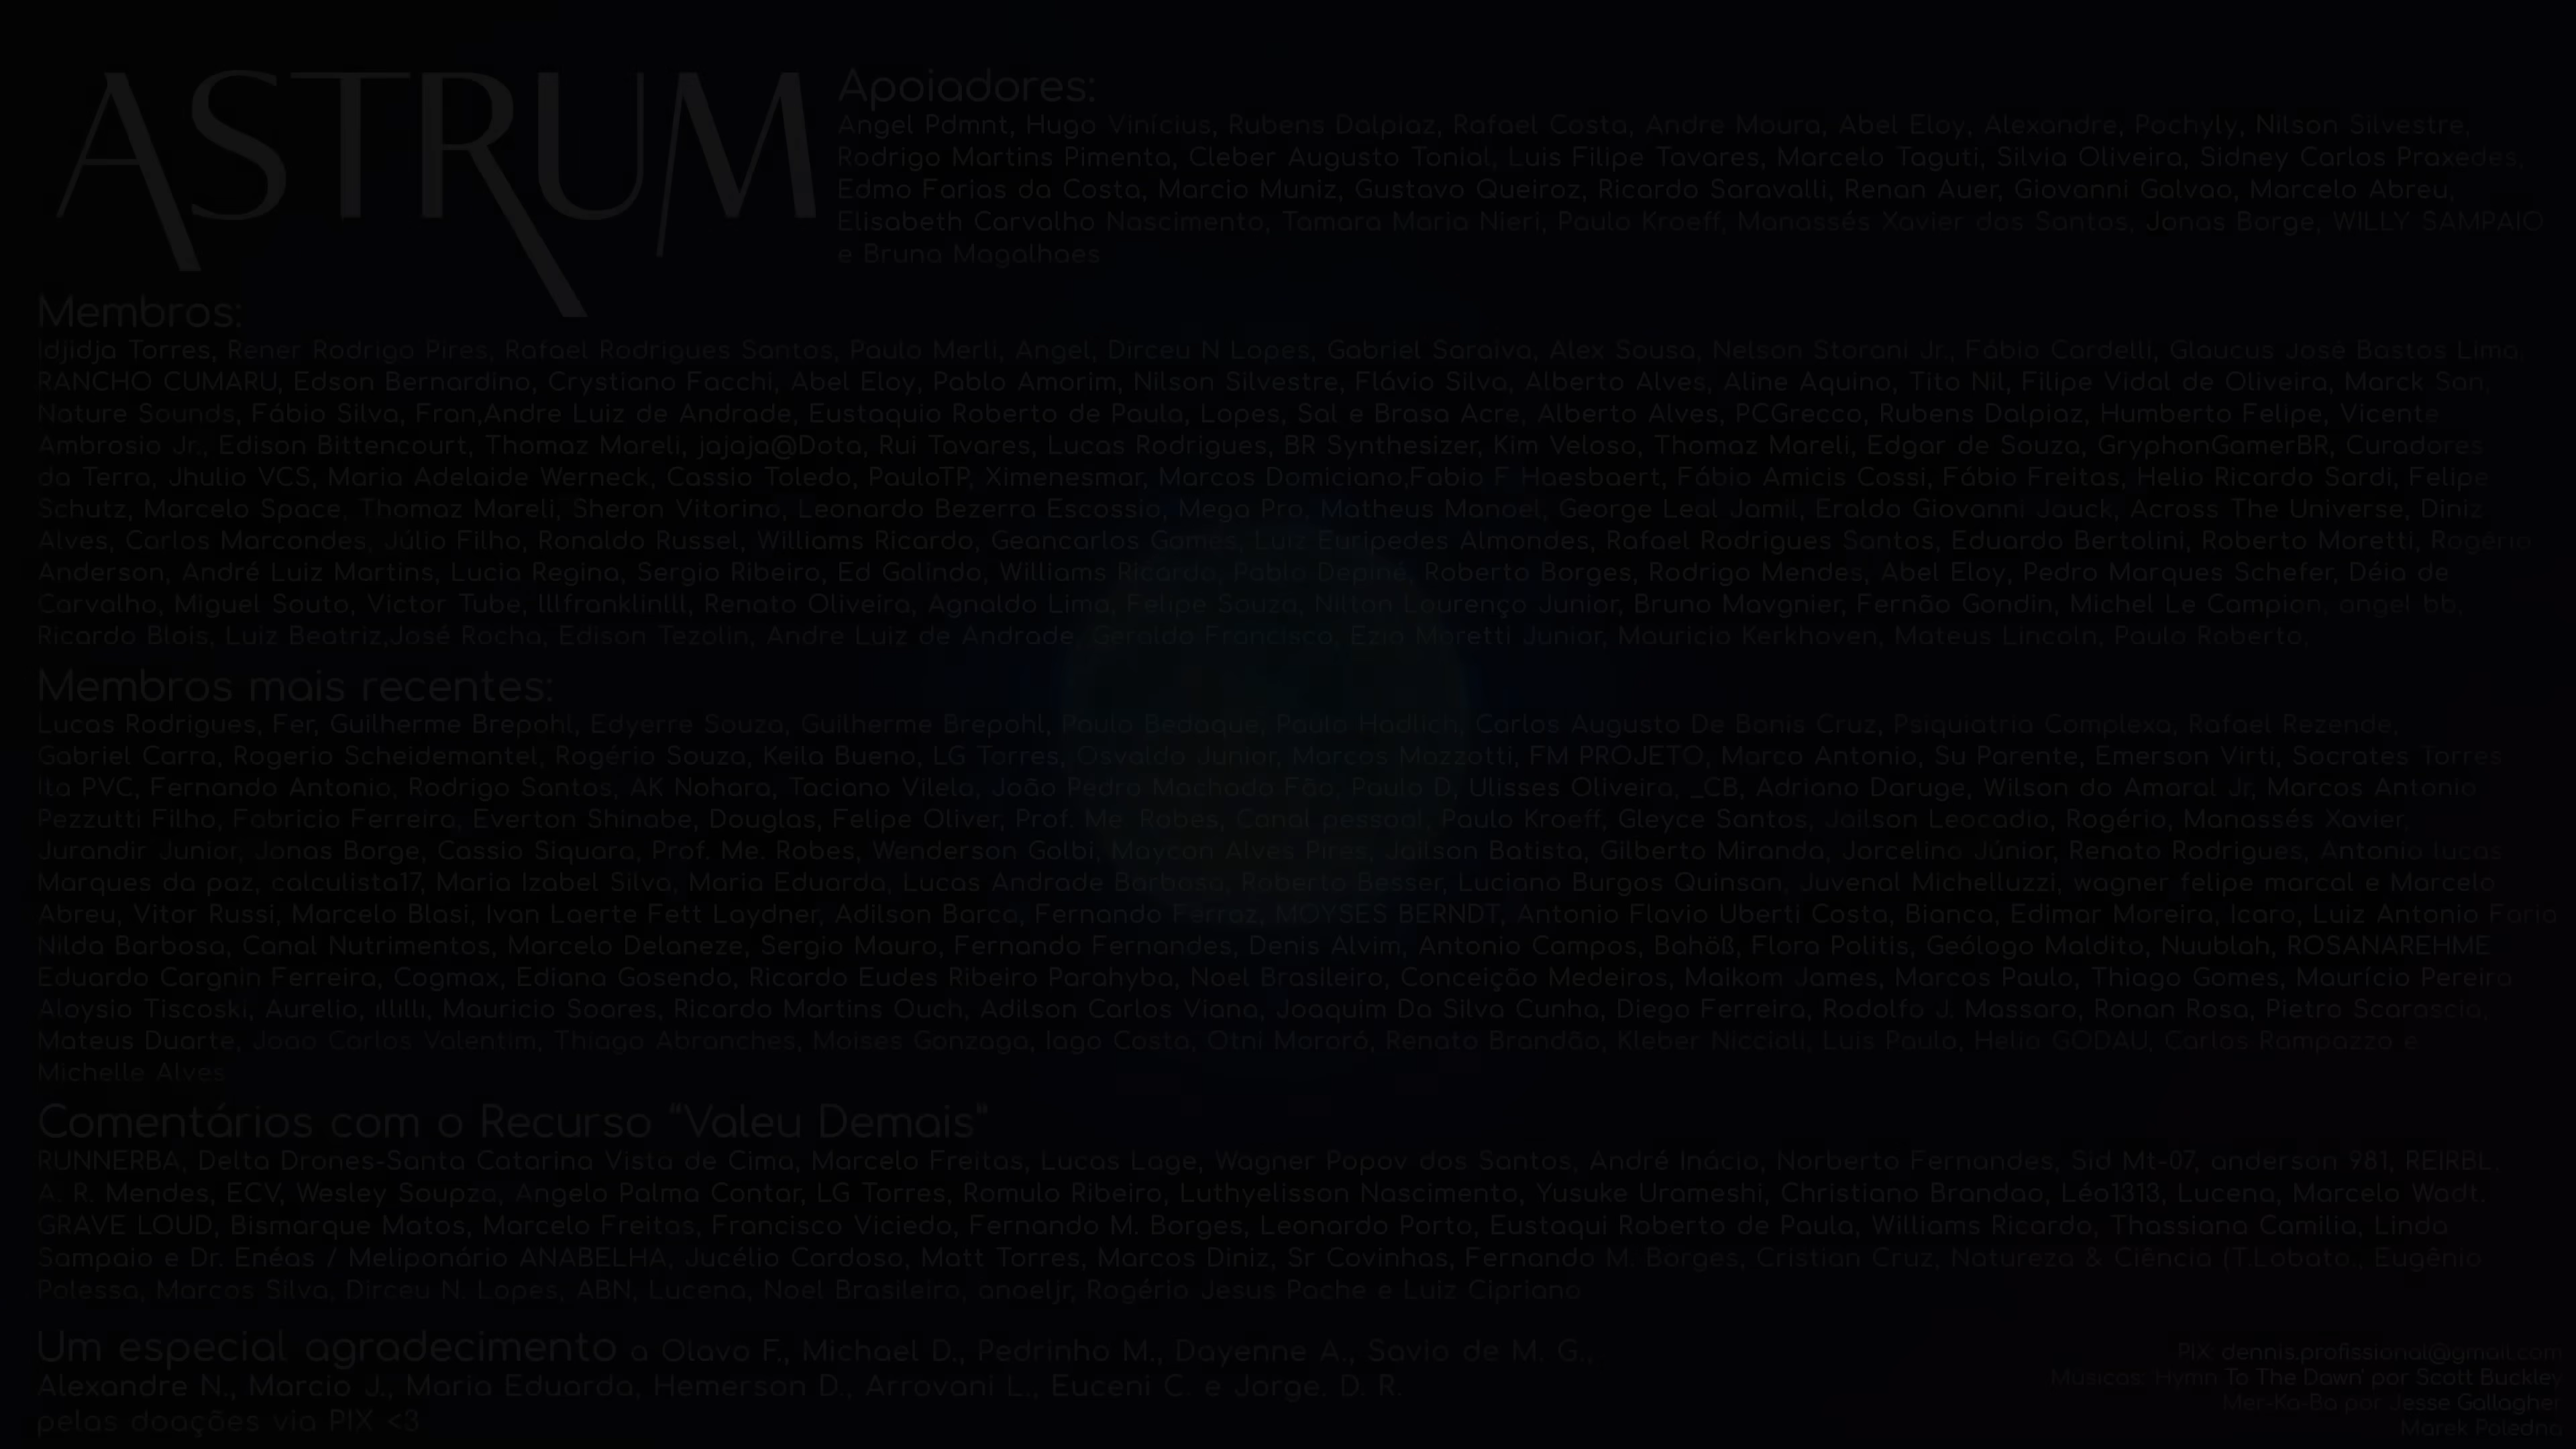 ASTRUM
Apoiadores:
Angel Pdmnt, Hugo Vinícius, Rubens Dalpiaz, Rafael Costa, Andre Moura, Abel Eloy, Alexandre, Pochyly, Nilson Silvestre,
Rodrigo Martins Pimenta, Cleber Augusto Tonial, Luis Filipe Tavares, Marcelo Taguti, Silvia Oliveira, Sidney Carlos Praxedes,
Edmo Farias da Costa, Marcio Muniz, Gustavo Queiroz, Ricardo Saravalli, Renan Auer, Giovanni Galvao, Marcelo Abreu,
Elisabeth Carvalho Nascimento, Tamara Maria Nieri, Paulo Kroeff, Manassés Xavier dos Santos, Jonas Borge, WILLY SAMPAIO
e Bruna Magalhaes
Membros:
Idjidja Torres, Rener Rodrigo Pires, Rafael Rodrigues Santos, Paulo Merli, Angel, Dirceu N Lopes, Gabriel Saraiva, Alex Sousa, Nelson Storani Jr., Fábio Cardelli, Glaucus José Bastos Lima,
RANCHO CUMARU, Edson Bernardino, Crystiano Facchi, Abel Eloy, Pablo Amorim, Nilson Silvestre, Flávio Silva, Alberto Alves, Aline Aquino, Tito Nil, Filipe Vidal de Oliveira, Marck San,
Nature Sounds, Fábio Silva, Fran,Andre Luiz de Andrade, Eustaquio Roberto de Paula, Lopes, Sal e Brasa Acre, Alberto Alves, PCGrecco, Rubens Dalpiaz, Humberto Felipe, Vicente
Ambrosio Jr., Edison Bittencourt, Thomaz Mareli, jajaja@Dota, Rui Tavares, Lucas Rodrigues, BR Synthesizer, Kim Veloso, Thomaz Mareli, Edgar de Souza, GryphonGamerBR, Curadores
da Terra, Jhulio VCS, Maria Adelaide Werneck, Cassio Toledo, PauloTP, Ximenesmar, Marcos Domiciano,Fabio F Haesbaert, Fábio Amicis Cossi, Fábio Freitas, Helio Ricardo Sardi, Felipe
Schutz, Marcelo Space, Thomaz Mareli, Sheron Vitorino, Leonardo Bezerra Escossio, Mega Pro, Matheus Manoel, George Leal Jamil, Eraldo Giovanni Jauck, Across The Universe, Diniz
Alves, Carlos Marcondes, Júlio Filho, Ronaldo Russel, Williams Ricardo, Geancarlos Gomes, Luiz Euripedes Almondes, Rafael Rodrigues Santos, Eduardo Bertolini, Roberto Moretti, Rogério
Anderson, André Luiz Martins, Lucia Regina, Sergio Ribeiro, Ed Galindo, Williams Ricardo, Pablo Depine, Roberto Borges, Rodrigo Mendes, Abel Eloy, Pedro Marques Schefer, Déia de
Carvalho, Miguel Souto, Victor Tube, lllfranklinlll, Renato Oliveira, Agnaldo Lima, Felipe Souza, Nilton Lourenço Junior, Bruno Mavgnier, Fernão Gondin, Michel Le Campion, angel bb,
Ricardo Blois, Luiz Beatriz,José Rocha, Edison Tezolin, Andre Luiz de Andrade, Geraldo Francisco, Ezio Moretti Junior, Mauricio Kerkhoven, Mateus Lincoln, Paulo Roberto,
Membros mais recentes:
Lucas Rodrigues, Fer, Guilherme Brepohl, Edyerre Souza, Guilherme Brepohl, Paulo Bedaque, Paulo Hadlich, Carlos Augusto De Bonis Cruz, Psiquiatria Complexa, Rafael Rezende,
Gabriel Carra, Rogerio Scheidemantel, Rogério Souza, Keila Bueno, LG Torres, Osvaldo Junior, Marcos Mazzotti, FM PROJETO, Marco Antonio, Su Parente, Emerson Virti, Socrates Torres
Ita PVC, Fernando Antonio, Rodrigo Santos, AK Nohara, Taciano Vilela, João Pedro Machado Fão, Paulo D, Ulisses Oliveira, _CB, Adriano Daruge, Wilson do Amaral Jr, Marcos Antonio
Pezzutti Filho, Fabricio Ferreira, Everton Shinabe, Douglas, Felipe Oliver, Prof. Me. Robes, Canal pessoal, Paulo Kroeff, Gleyce Santos, Jailson Leocadio, Rogério, Manassés Xavier,
Jurandir Junior, Jonas Borge, Cassio Siquara, Prof. Me. Robes, Wenderson Golbi, Maycon Alves Pires, Jailson Batista, Gilberto Miranda, Jorcelino Júnior, Renato Rodrigues, Antonio lucas
Marques da paz, calculista17, Maria Izabel Silva, Maria Eduarda, Lucas Andrade Barbosa, Roberto Besser, Luciano Burgos Quinsan, Juvenal Michelluzzi, wagner felipe marcal e Marcelo
Abreu, Vitor Russi, Marcelo Blasi, Ivan Laerte Fett Laydner, Adilson Barco, Fernando Ferraz, MOYSES BERNDT, Antonio Flavio Uberti Costa, Bianca, Edimar Moreira, Icaro, Luiz Antonio Faria
Nilda Barbosa, Canal Nutrimentos, Marcelo Delaneze, Sergio Mauro, Fernando Fernandes, Denis Alvim, Antonio Campos, Bahöß, Flora Politis, Geólogo Maldito, Nuublah, ROSANAREHME
Eduardo Cargnin Ferreira, Cogmax, Ediana Gosendo, Ricardo Eudes Ribeiro Parahyba, Noel Brasileiro, Conceição Medeiros, Maikom James, Marcos Paulo, Thiago Gomes, Maurício Pereira
Aloysio Tiscoski, Aurelio, ıllıllı, Mauricio Soares, Ricardo Martins Ouch, Adilson Carlos Viana, Joaquim Da Silva Cunha, Diego Ferreira, Rodolfo J. Massaro, Ronan Rosa, Pietro Scaroscia,
Mateus Duarte, Joao Carlos Valentim, Thiago Abranches, Moises Gonzaga, Iago Costa, Otni Mororó, Renato Brandão, Kleber Niccioli, Luis Paulo, Helio GODAU, Carlos Rampazzo e
Michelle Alves
Comentários com o Recurso “Valeu Demais"
RUNNERBA, Delta Drones-Santa Catarina Vista de Cima, Marcelo Freitas, Lucas Lage, Wagner Popov dos Santos, André Inácio, Norberto Fernandes, Sid Mt-07, anderson 981, REIRBL.
A. R. Mendes, ECV, Wesley Soupza, Angelo Palma Contar, LG Torres, Romulo Ribeiro, Luthyelisson Nascimento, Yusuke Urameshi, Christiano Brandao, Léo1313, Lucena, Marcelo Wadt.
GRAVE LOUD, Bismarque Matos, Marcelo Freitas, Francisco Viciedo, Fernando M. Borges, Leonardo Porto, Eustaqui Roberto de Paula, Williams Ricardo, Thassiana Camilia, Linda
Sampaio e Dr. Enéas / Meliponário ANABELHA, Jucélio Cardoso, Matt Torres, Marcos Diniz, Sr Covinhas, Fernando M. Borges, Cristian Cruz, Natureza & Ciência (T.Lobato., Eugênio
Polessa, Marcos Silva, Dirceu N. Lopes, ABN, Lucena, Noel Brasileiro, anoeljr, Rogério Jesus Pache e Luiz Cipriano
Um especial agradecimento a Olavo F., Michael D., Pedrinho M., Dayenne A., Savio de M. G.,
Alexandre N., Marcio J., Maria Eduarda, Hemerson D., Arrovani L., Euceni C. e Jorge. D. R.
pelas doações via PIX <3
PIX: dennis.profissional@gmail.com
Músicas: Hymn To The Dawn' por Scott Buckley
Mer-Ka-Ba por Jesse Gallagher
Marek Poledna